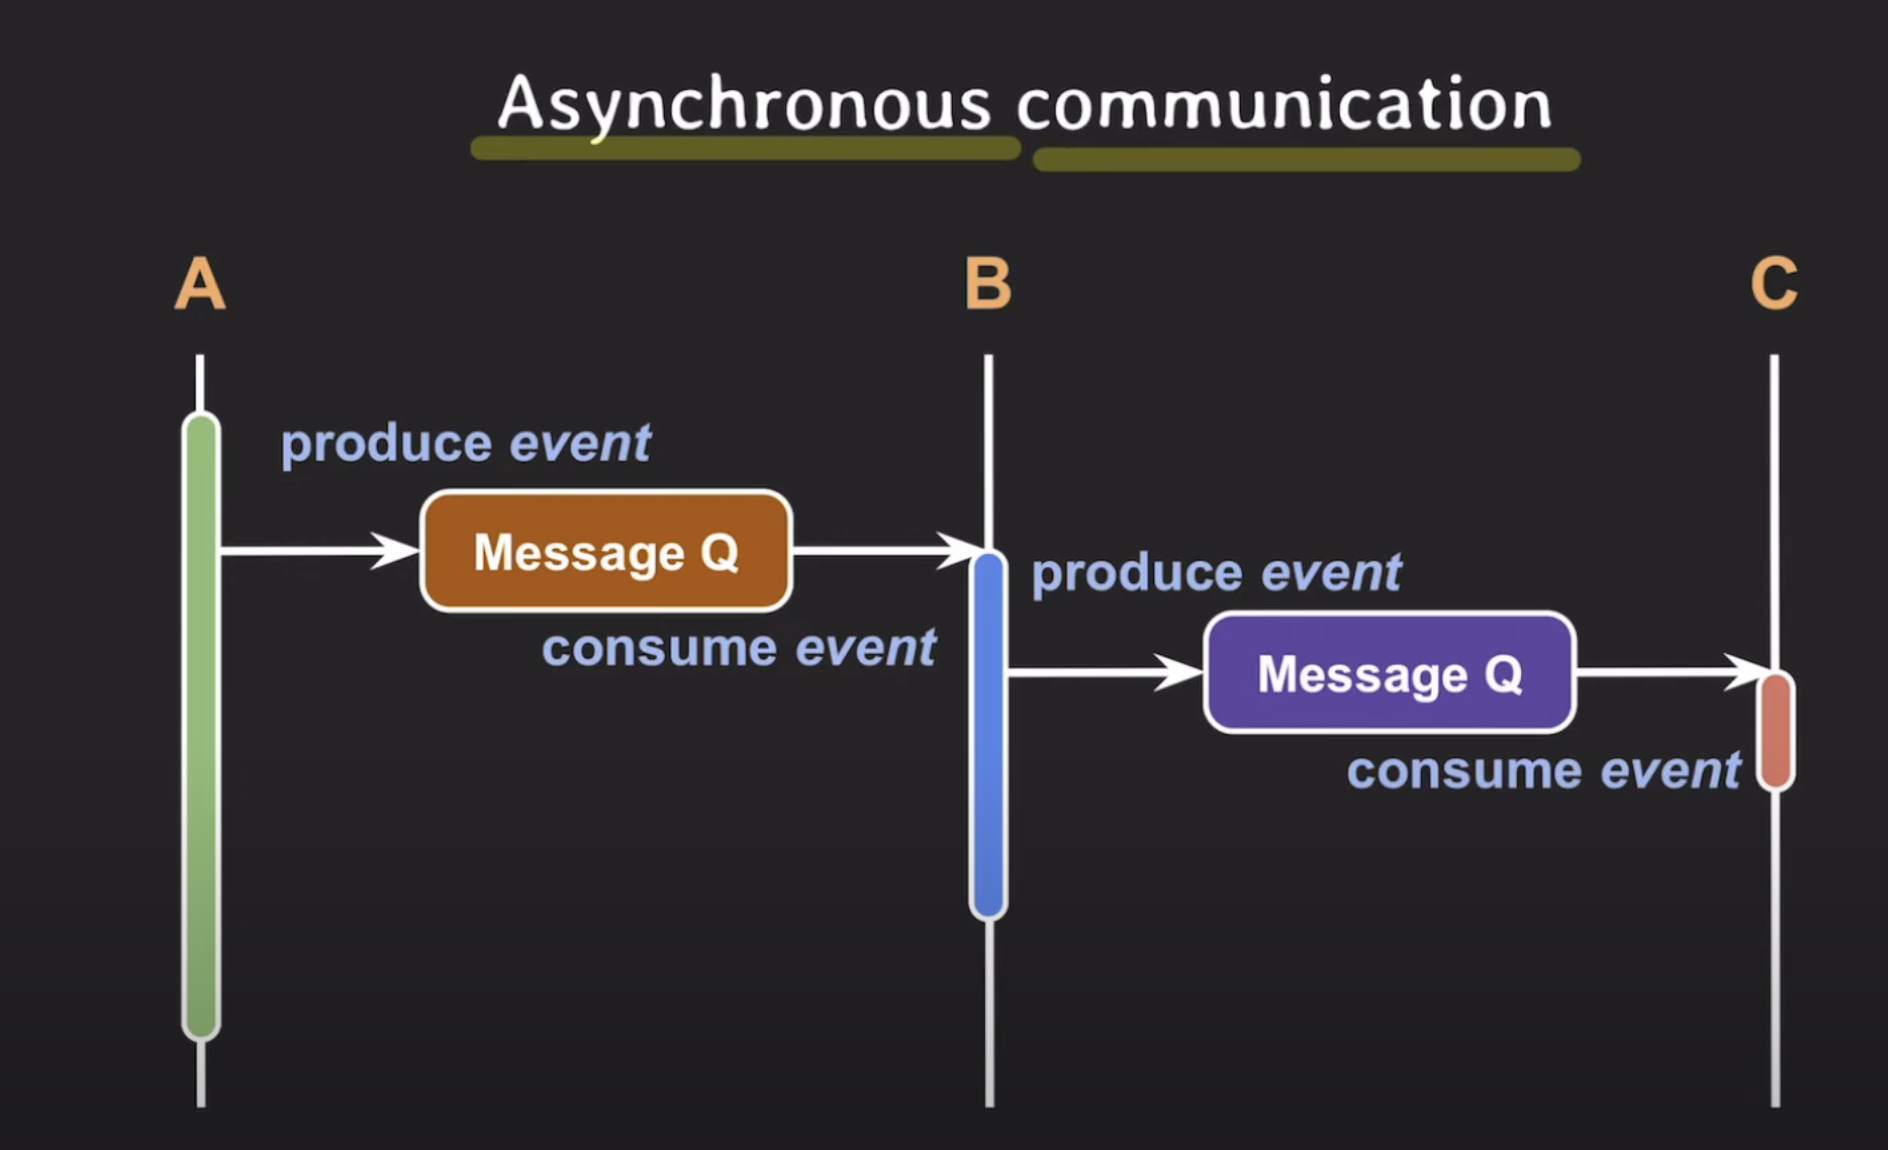 Asynchronous communication
A
B
C
produce event
Message Q
consume event
produce event
Message Q
consume event